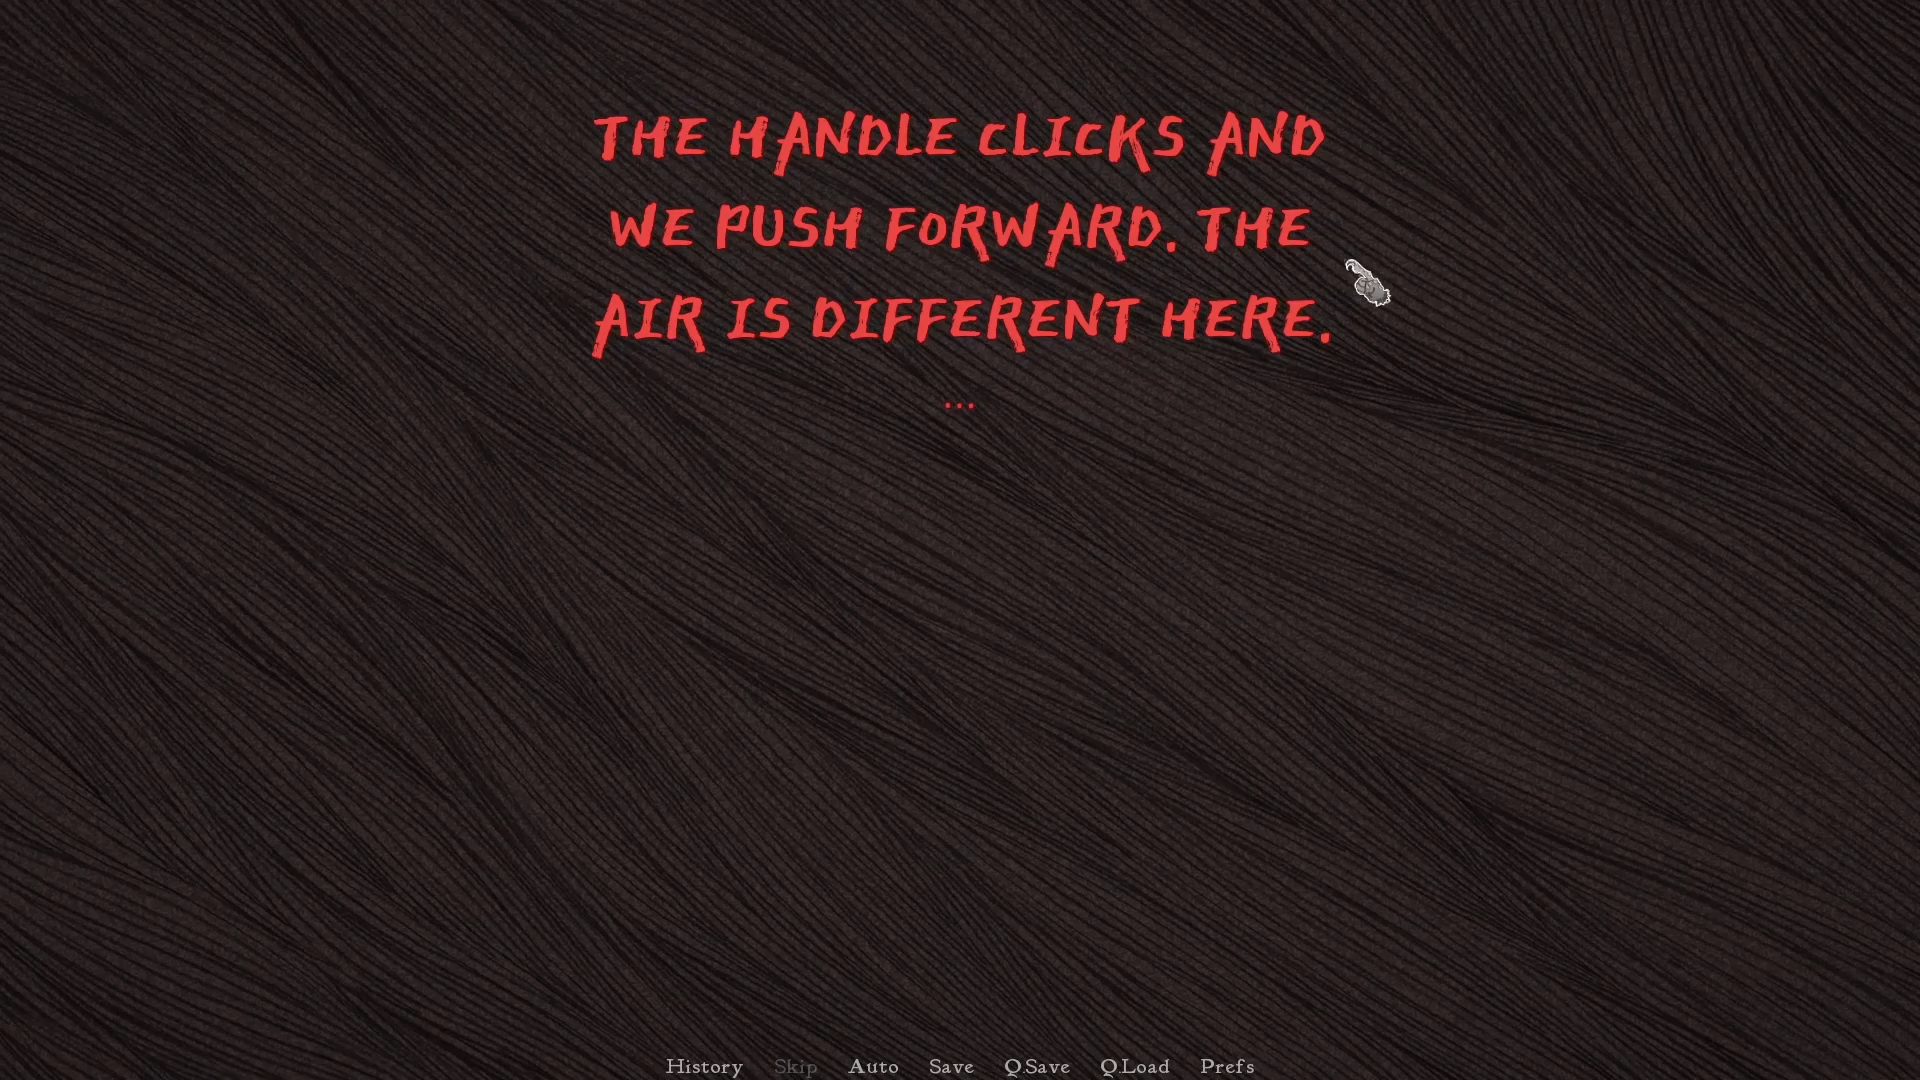 THE HANDLE CLICKS AND
WE PUSH FORWARD. THE
AIR IS DIFFERENT HERE.
...
History Skip Auto Save Q.Save Q.Load Prefs